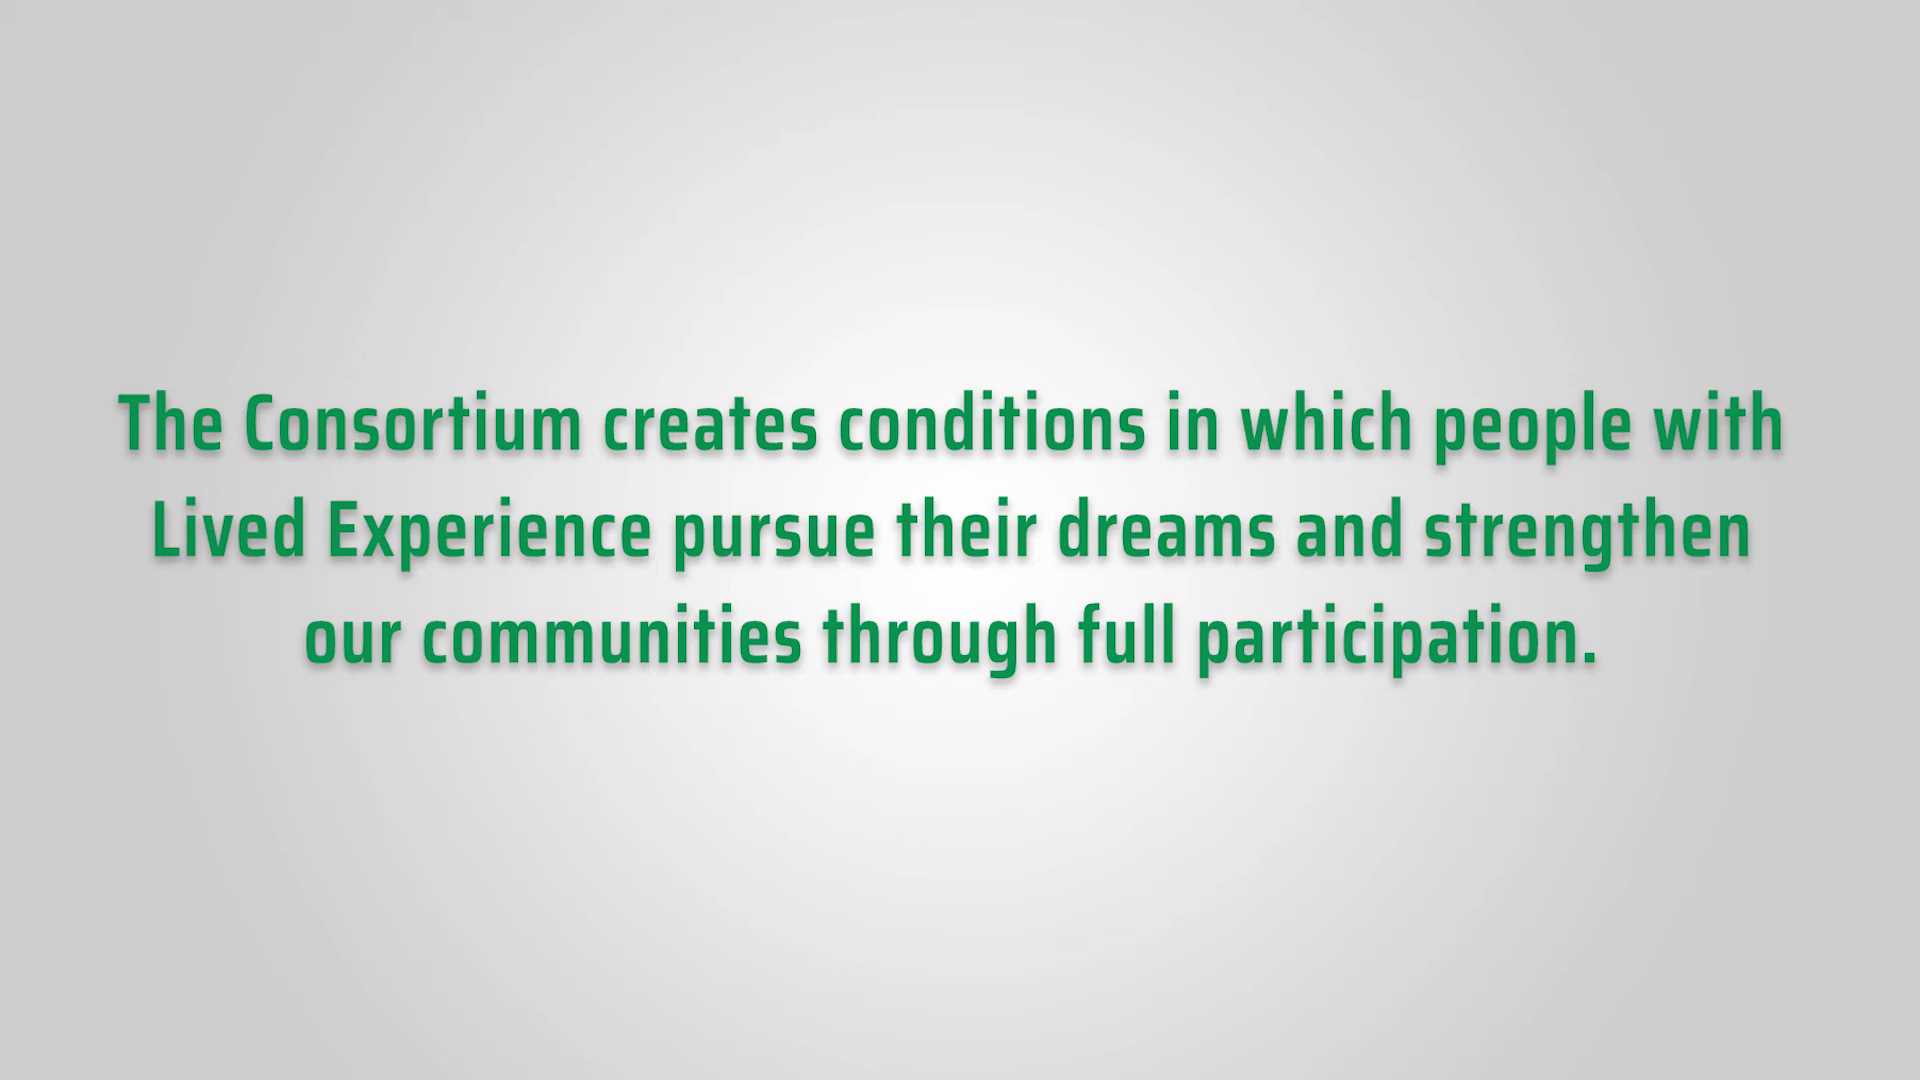 The Consortium creates conditions in which people with
Lived Experience pursue their dreams and strengthen
our communities through full participation.